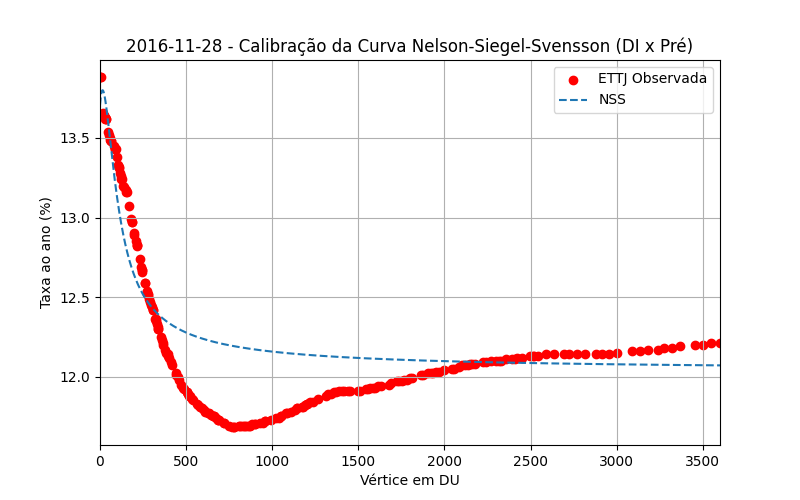 2016-11-28 - Calibração da Curva Nelson-Siegel-Svensson (DI x Pré)
ETTJ Observada
NSS
Taxa ao ano (%)
13.5
13.0
12.5
12.0
0 500 1000 1500 2000 2500 3000 3500
Vértice em DU